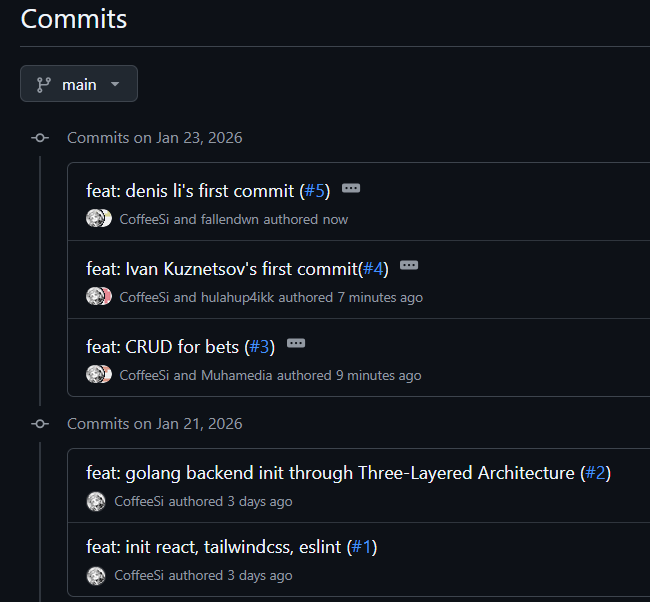 Commits
main
Commits on Jan 23, 2026
feat: denis li's first commit (#5)
CoffeeSi and fallendwn authored now
feat: Ivan Kuznetsov's first commit(#4)
CoffeeSi and hulahup4ikk authored 7 minutes ago
feat: CRUD for bets (#3)
CoffeeSi and Muhamedia authored 9 minutes ago
Commits on Jan 21, 2026
feat: golang backend init through Three-Layered Architecture (#2)
CoffeeSi authored 3 days ago
feat: init react, tailwindcss, eslint (#1)
CoffeeSi authored 3 days ago